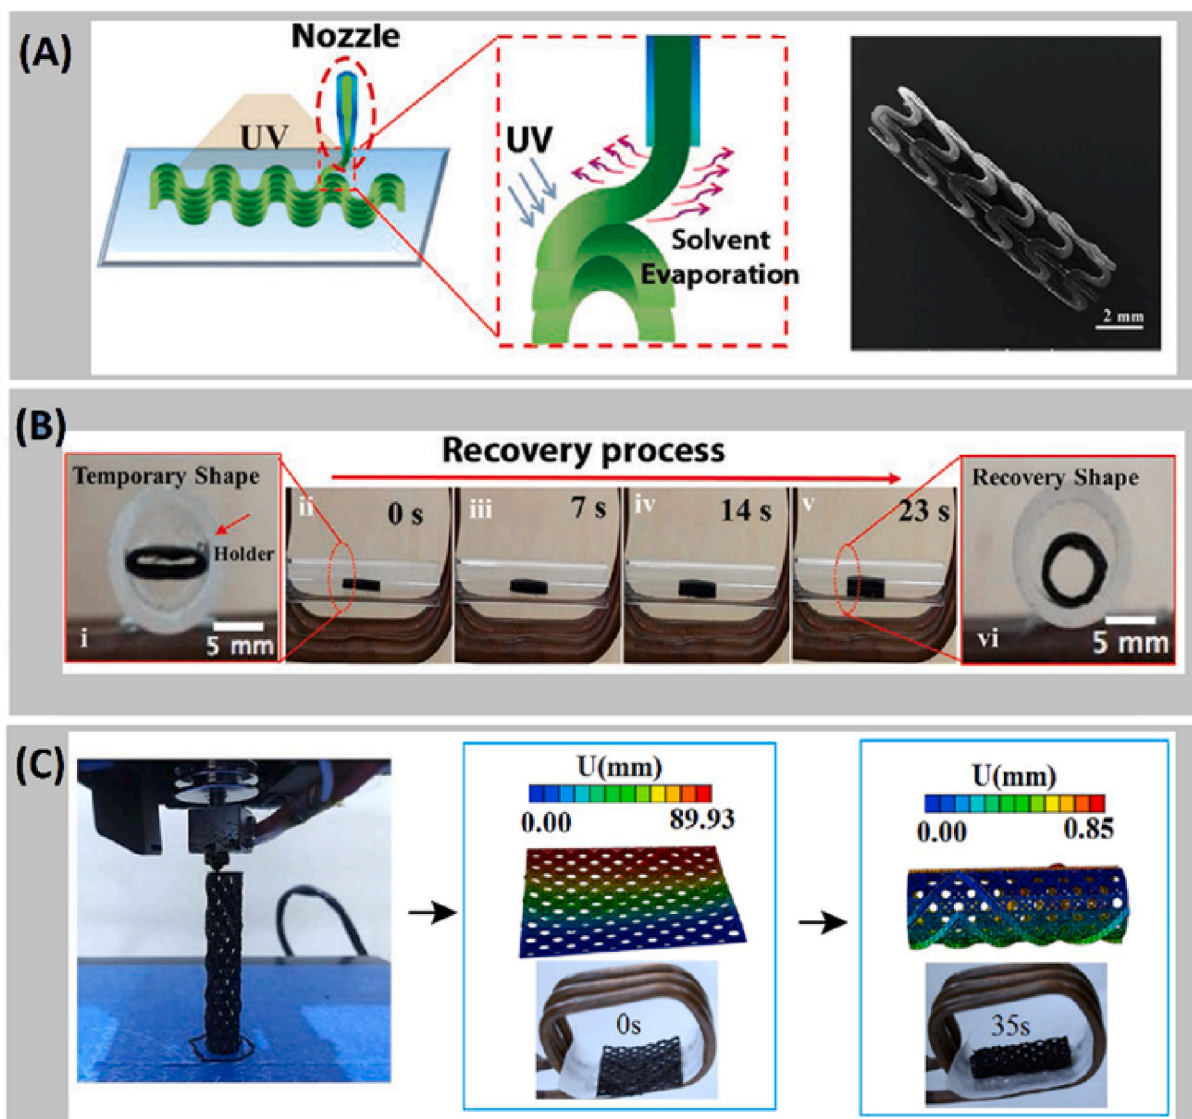 (A)
Nozzle
UV
UV
Solvent
Evaporation
2 mm
(B)
Recovery process
Temporary Shape
Holder
i
5 mm
ii
0 s
iii
7 s
iv
14 s
v
23 s
Recovery Shape
vi
5 mm
(C)
U(mm)
0.00 89.93
0s
U(mm)
0.00 0.85
35s